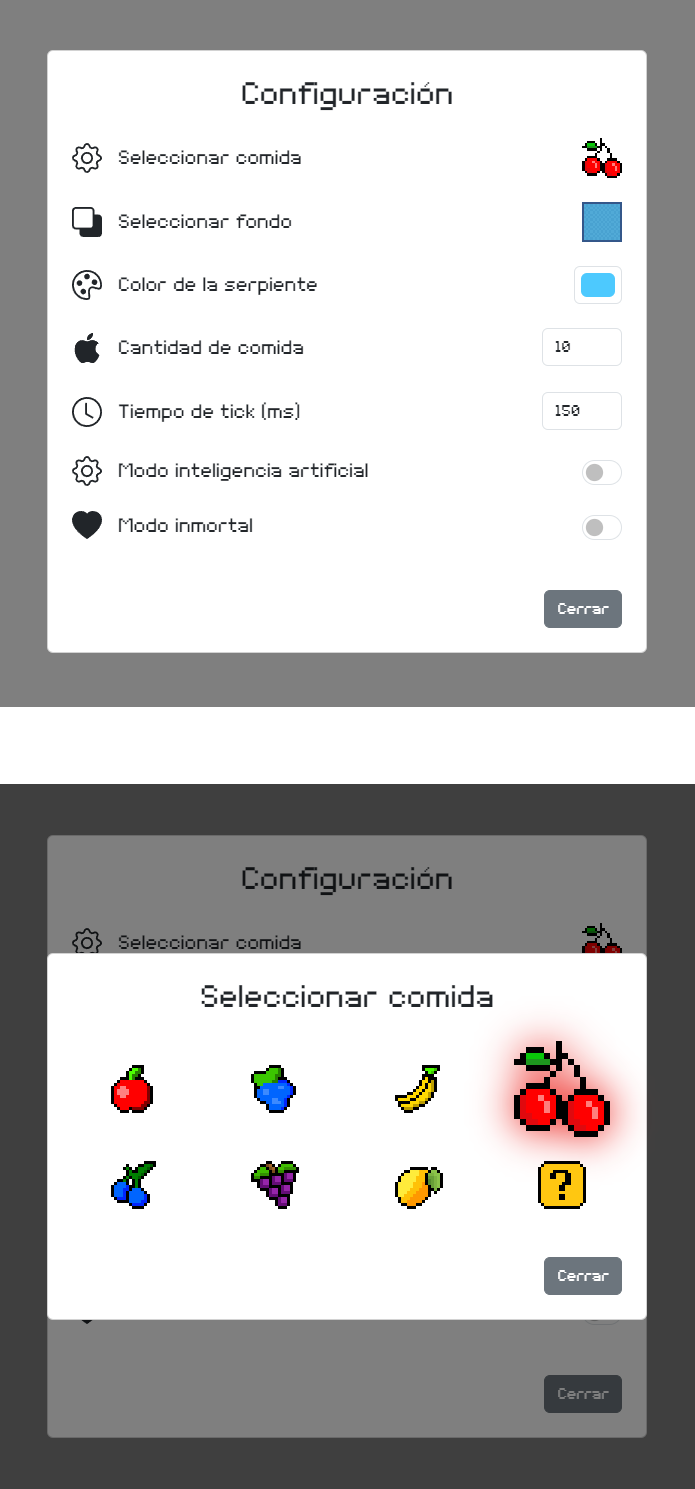 Configuración
Seleccionar comida
Seleccionar fondo
Color de la serpiente
Cantidad de comida 10
Tiempo de tick (ms) 150
Modo inteligencia artificial
Modo inmortal
Cerrar
Configuración
Seleccionar comida
Seleccionar comida
?
Cerrar
Cerrar